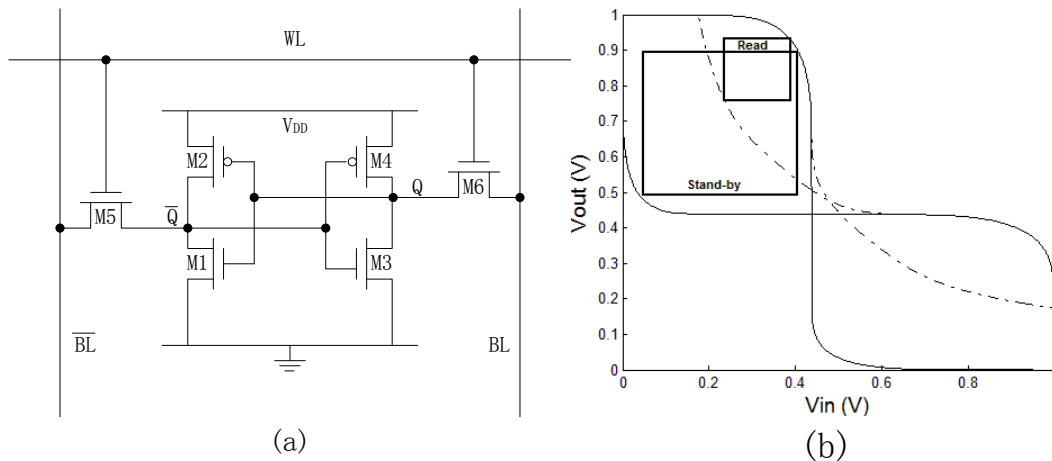 WL
V_DD
M2
M4
Q
M6
M5
Q̅
M1
M3
B̅L̅
BL
(a)
1
0.9
0.8
0.7
0.6
0.5
0.4
0.3
0.2
0.1
0
0
0.2
0.4
0.6
0.8
Vout (V)
Vin (V)
Read
Stand-by
(b)